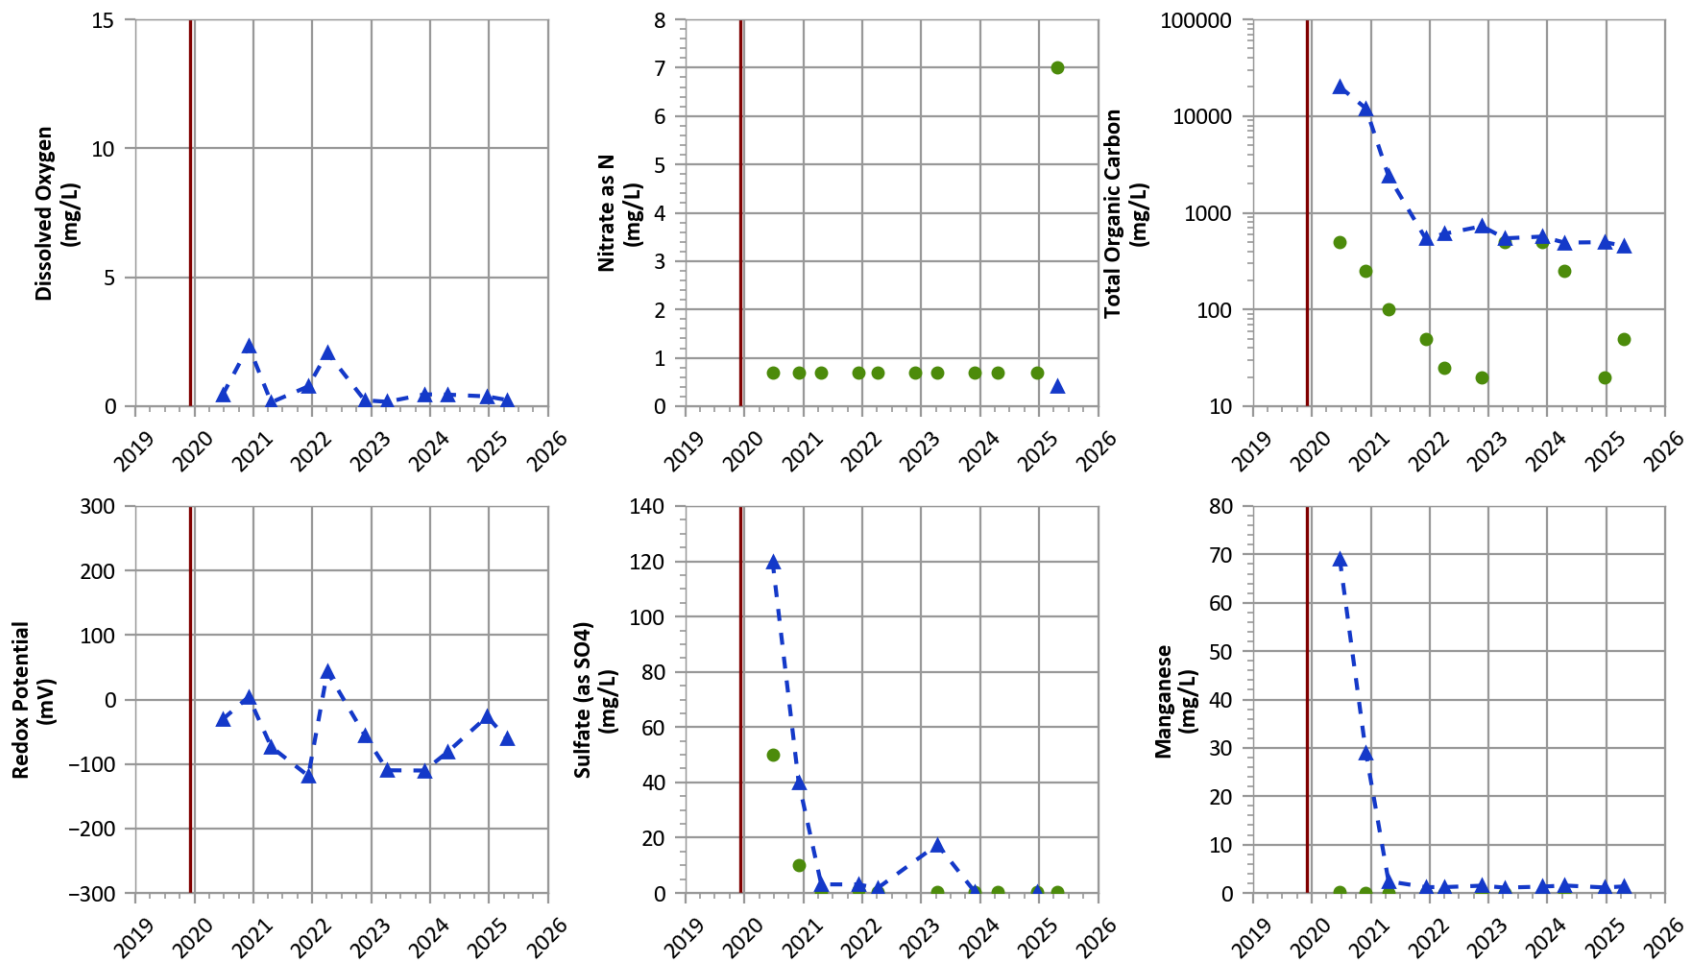 Dissolved Oxygen
(mg/L)
15
10
5
0
2019 2020 2021 2022 2023 2024 2025 2026
Nitrate as N
(mg/L)
8
7
6
5
4
3
2
1
0
2019 2020 2021 2022 2023 2024 2025 2026
Total Organic Carbon
(mg/L)
100000
10000
1000
100
10
2019 2020 2021 2022 2023 2024 2025 2026
Redox Potential
(mV)
300
200
100
0
−100
−200
−300
2019 2020 2021 2022 2023 2024 2025 2026
Sulfate (as SO4)
(mg/L)
140
120
100
80
60
40
20
0
2019 2020 2021 2022 2023 2024 2025 2026
Manganese
(mg/L)
80
70
60
50
40
30
20
10
0
2019 2020 2021 2022 2023 2024 2025 2026